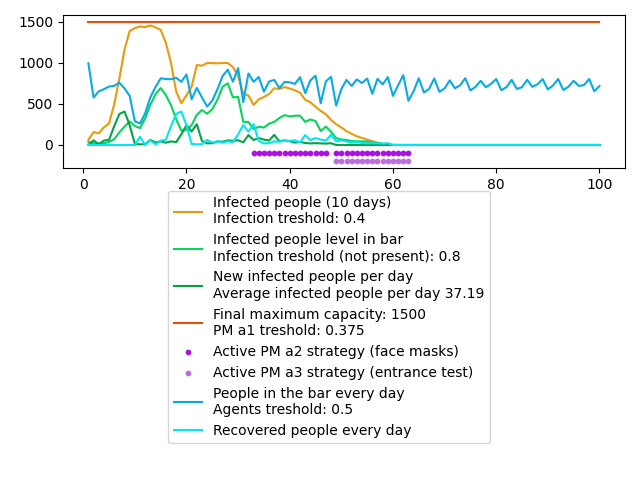 1500
1000
500
0
0
20
40
60
80
100
Infected people (10 days)
Infection treshold: 0.4
Infected people level in bar
Infection treshold (not present): 0.8
New infected people per day
Average infected people per day 37.19
Final maximum capacity: 1500
PM a1 treshold: 0.375
Active PM a2 strategy (face masks)
Active PM a3 strategy (entrance test)
People in the bar every day
Agents treshold: 0.5
Recovered people every day